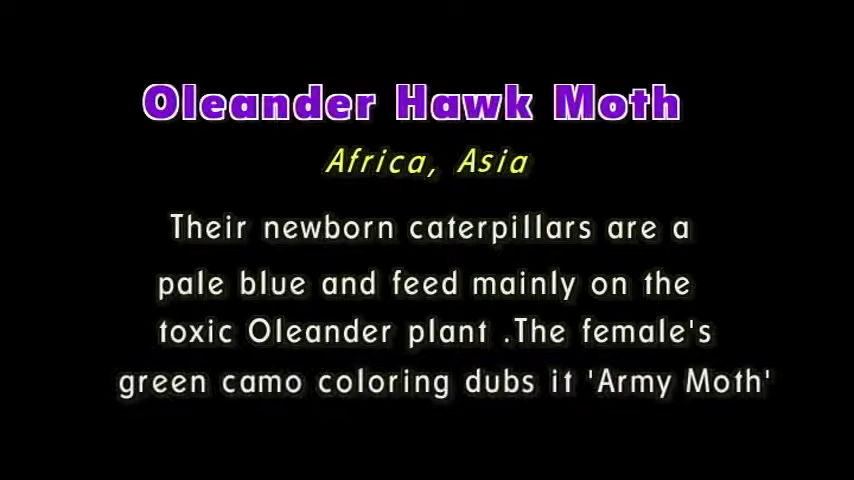 Oleander Hawk Moth
Africa, Asia
Their newborn caterpillars are a
pale blue and feed mainly on the
toxic Oleander plant .The female's
green camo coloring dubs it 'Army Moth'